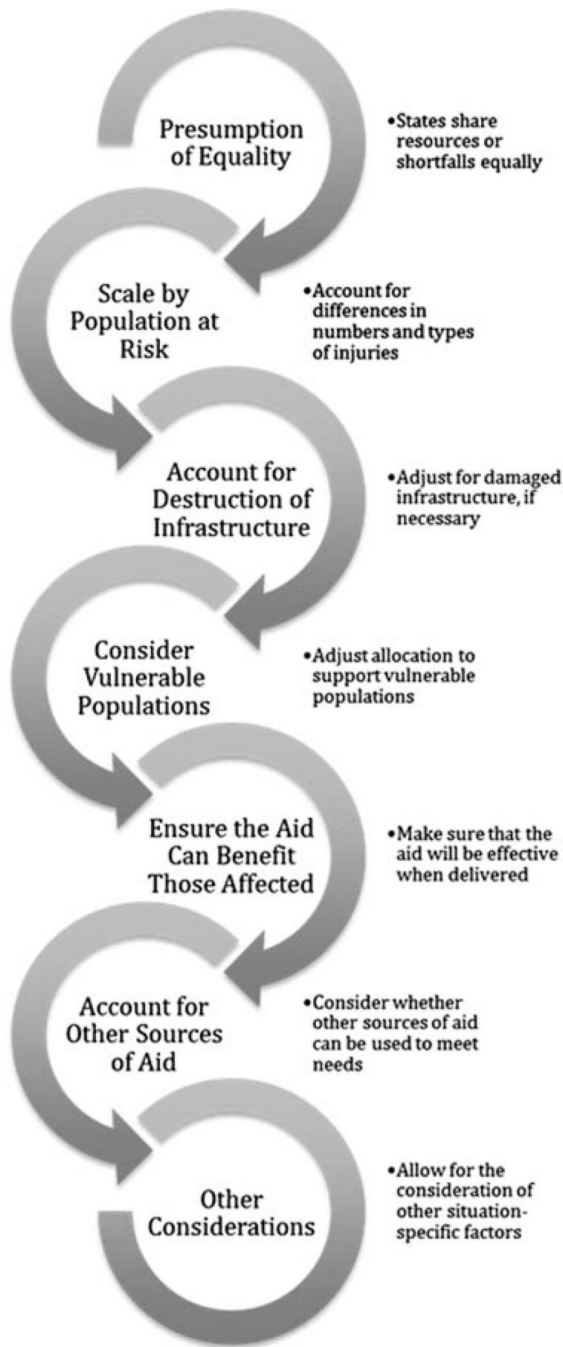 Presumption
of Equality
•States share
resources or
shortfalls equally
Scale by
Population at
Risk
•Account for
differences in
numbers and types
of injuries
Account for
Destruction of
Infrastructure
•Adjust for damaged
infrastructure, if
necessary
Consider
Vulnerable
Populations
•Adjust allocation to
support vulnerable
populations
Ensure the Aid
Can Benefit
Those Affected
•Make sure that the
aid will be effective
when delivered
Account for
Other Sources
of Aid
•Consider whether
other sources of aid
can be used to meet
needs
Other
Considerations
•Allow for the
consideration of
other situation-
specific factors